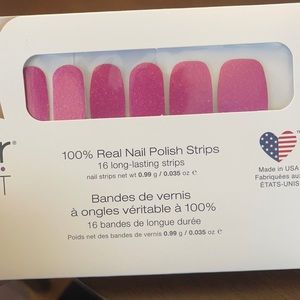 r®
T
100% Real Nail Polish Strips
16 long-lasting strips
nail strips net wt 0.99 g / 0.035 oz ℮
Made in USA
Fabriquées aux
ÉTATS-UNIS
Bandes de vernis
à ongles véritable à 100%
16 bandes de longue durée
Poids net des bandes de vernis 0.99 g / 0.035 oz ℮